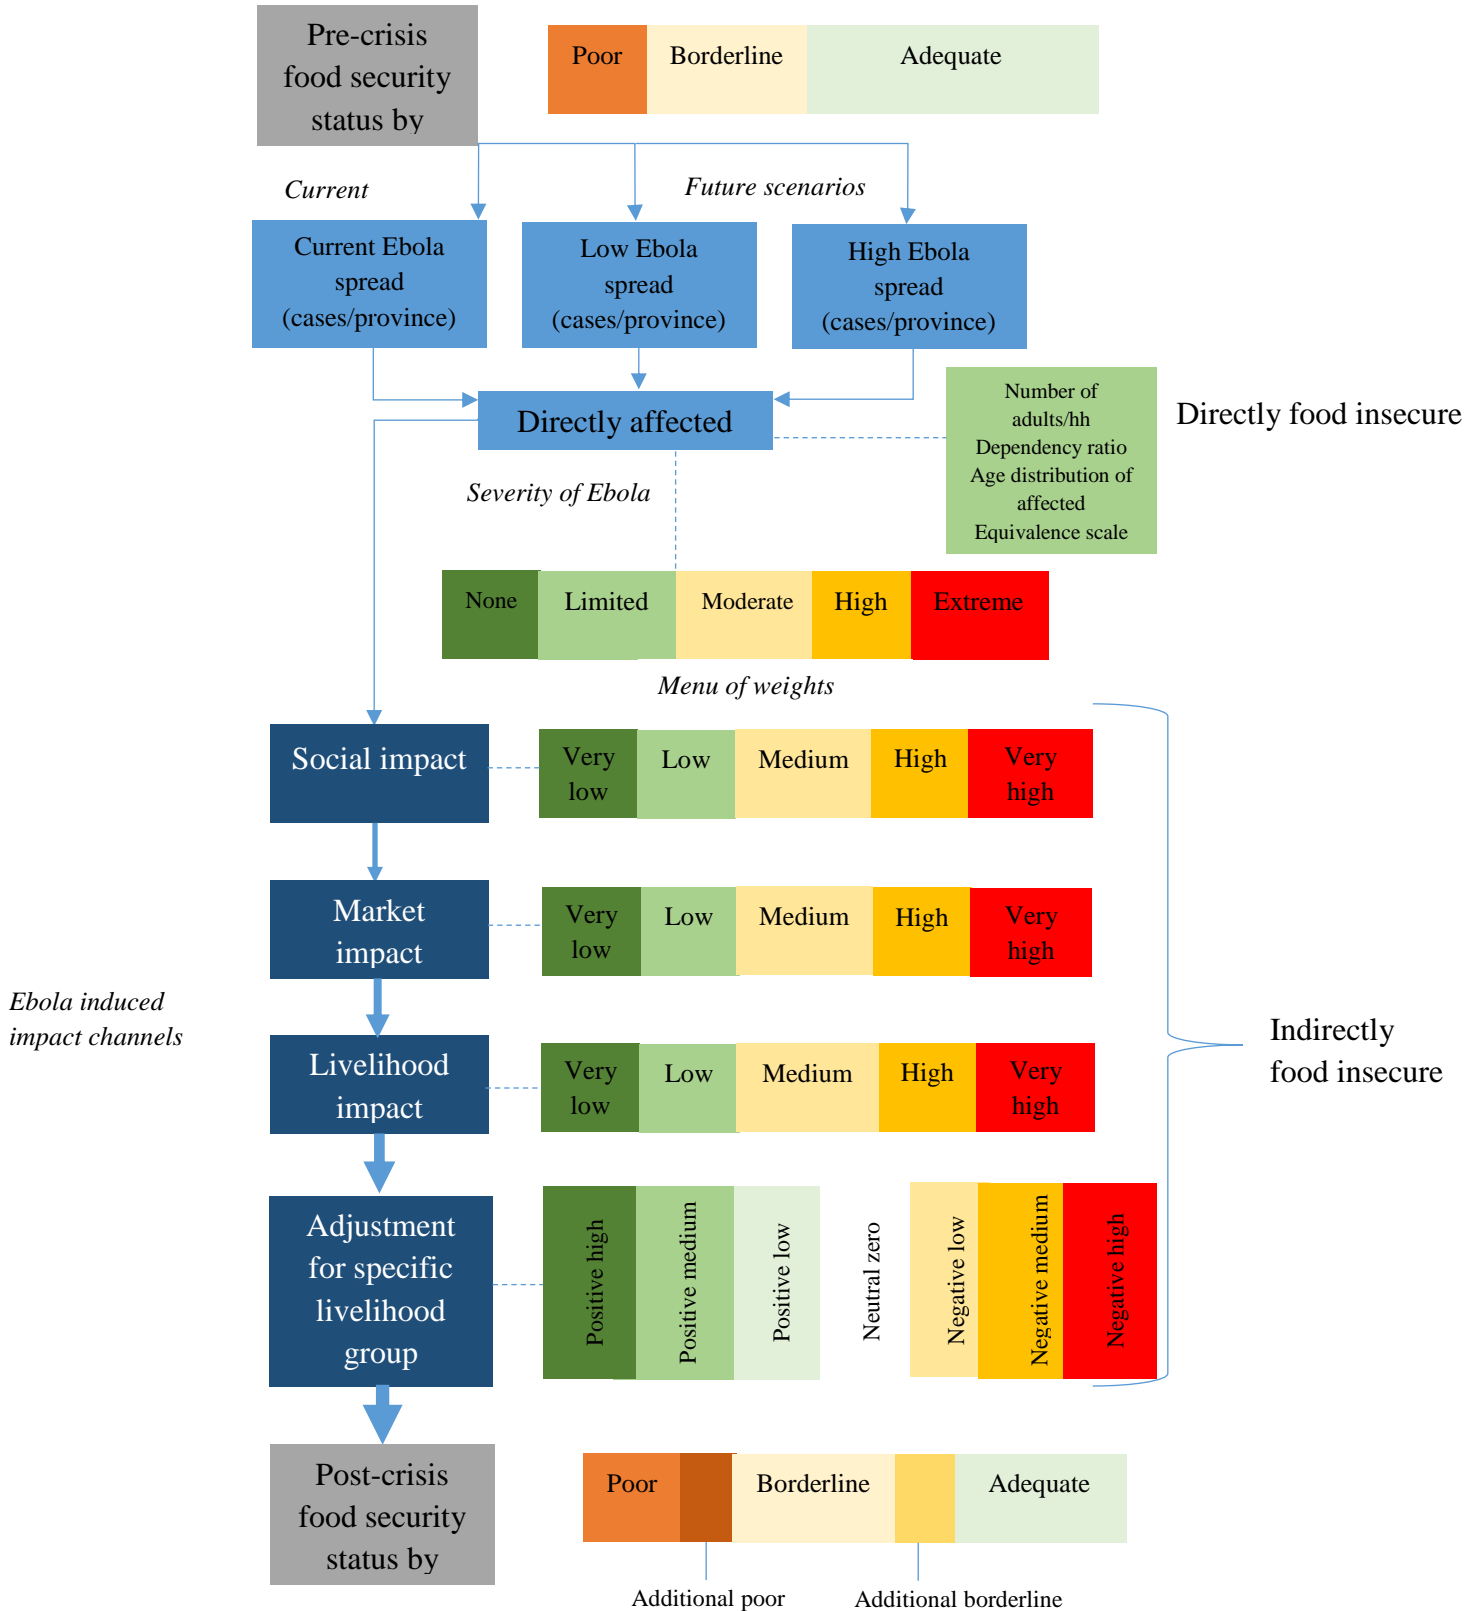 Pre-crisis
food security
status by
Poor
Borderline
Adequate
Current
Future scenarios
Current Ebola
spread
(cases/province)
Low Ebola
spread
(cases/province)
High Ebola
spread
(cases/province)
Directly affected
Number of
adults/hh
Dependency ratio
Age distribution of
affected
Equivalence scale
Directly food insecure
Severity of Ebola
None
Limited
Moderate
High
Extreme
Menu of weights
Social impact
Very
low
Low
Medium
High
Very
high
Market
impact
Very
low
Low
Medium
High
Very
high
Ebola induced
impact channels
Livelihood
impact
Very
low
Low
Medium
High
Very
high
Indirectly
food insecure
Adjustment
for specific
livelihood
group
Positive high
Positive medium
Positive low
Neutral zero
Negative low
Negative medium
Negative high
Post-crisis
food security
status by
Poor
Borderline
Adequate
Additional poor
Additional borderline